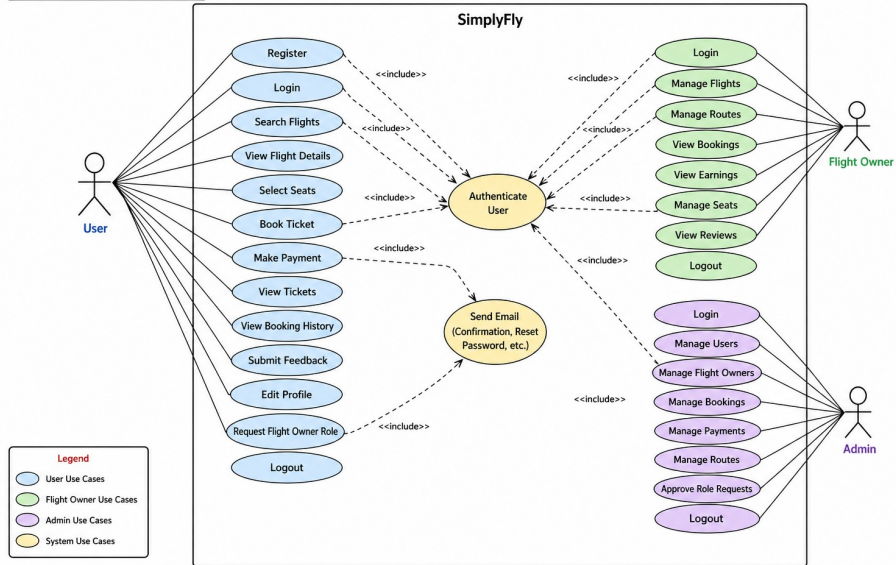 SimplyFly
Register
Login
Search Flights
View Flight Details
Select Seats
Book Ticket
Make Payment
View Tickets
View Booking History
Submit Feedback
Edit Profile
Request Flight Owner Role
Logout
User
<<include>>
<<include>>
<<include>>
<<include>>
<<include>>
Authenticate
User
Send Email
(Confirmation, Reset
Password, etc.)
<<include>>
<<include>>
<<include>>
<<include>>
<<include>>
Login
Manage Flights
Manage Routes
View Bookings
View Earnings
Manage Seats
View Reviews
Logout
Flight Owner
Login
Manage Users
Manage Flight Owners
Manage Bookings
Manage Payments
Manage Routes
Approve Role Requests
Logout
Admin
Legend
User Use Cases
Flight Owner Use Cases
Admin Use Cases
System Use Cases